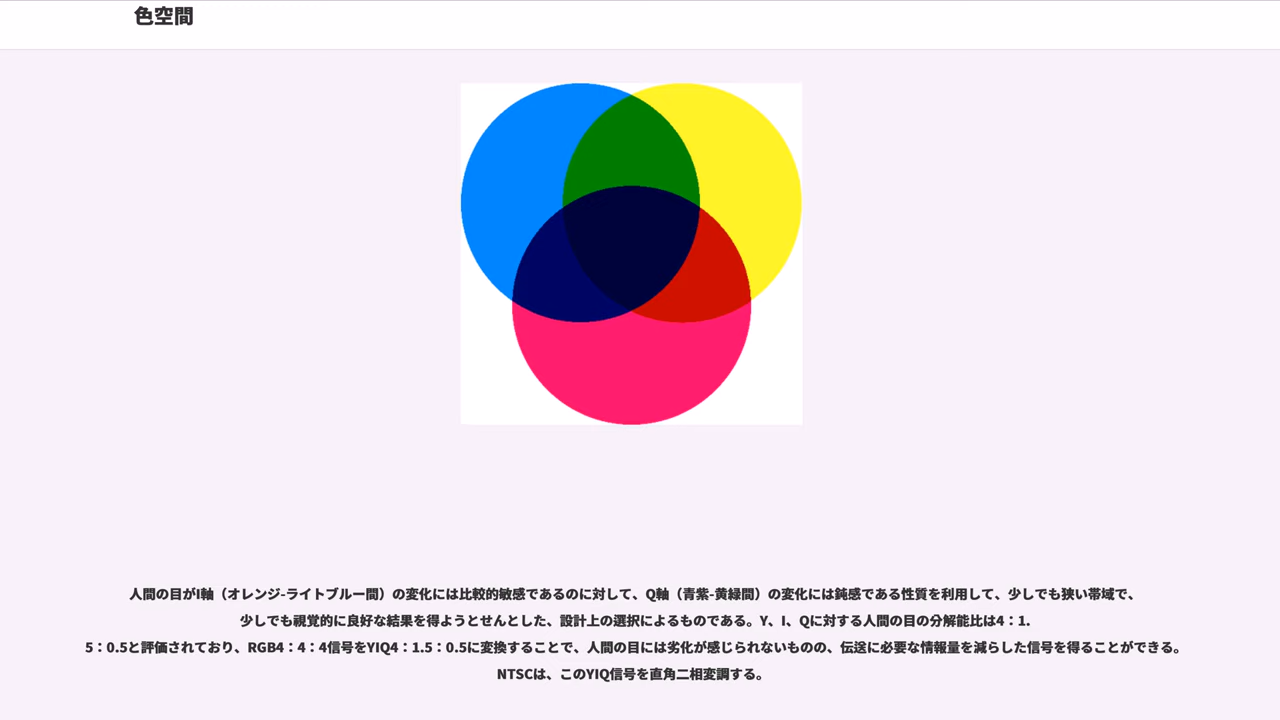 色空間
人間の目がI軸（オレンジ-ライトブルー間）の変化には比較的敏感であるのに対して、Q軸（青紫-黄緑間）の変化には鈍感である性質を利用して、少しでも狭い帯域で、
少しでも視覚的に良好な結果を得ようとせんとした、設計上の選択によるものである。Y、I、Qに対する人間の目の分解能比は4：1.
5：0.5と評価されており、RGB4：4：4信号をYIQ4：1.5：0.5に変換することで、人間の目には劣化が感じられないものの、伝送に必要な情報量を減らした信号を得ることができる。
NTSCは、このYIQ信号を直角二相変調する。